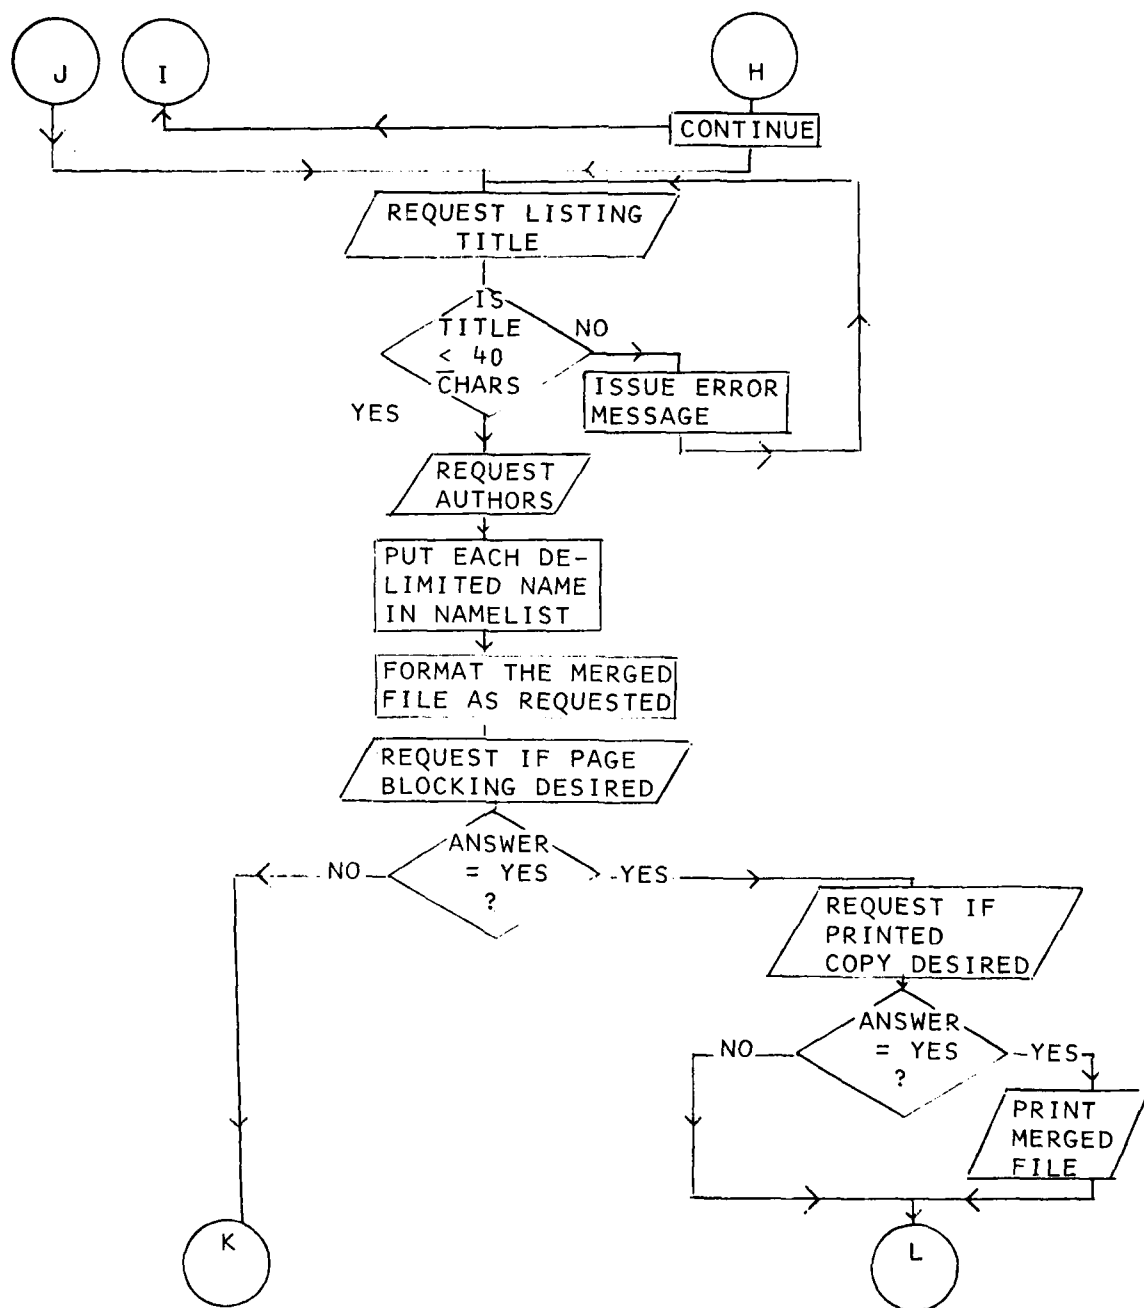 J
I
H
CONTINUE
REQUEST LISTING
TITLE
IS
TITLE
≤ 40
CHARS
NO
YES
ISSUE ERROR
MESSAGE
REQUEST
AUTHORS
PUT EACH DE-
LIMITED NAME
IN NAMELIST
FORMAT THE MERGED
FILE AS REQUESTED
REQUEST IF PAGE
BLOCKING DESIRED
ANSWER
= YES
?
NO
YES
REQUEST IF
PRINTED
COPY DESIRED
ANSWER
= YES
?
NO
YES
PRINT
MERGED
FILE
K
L